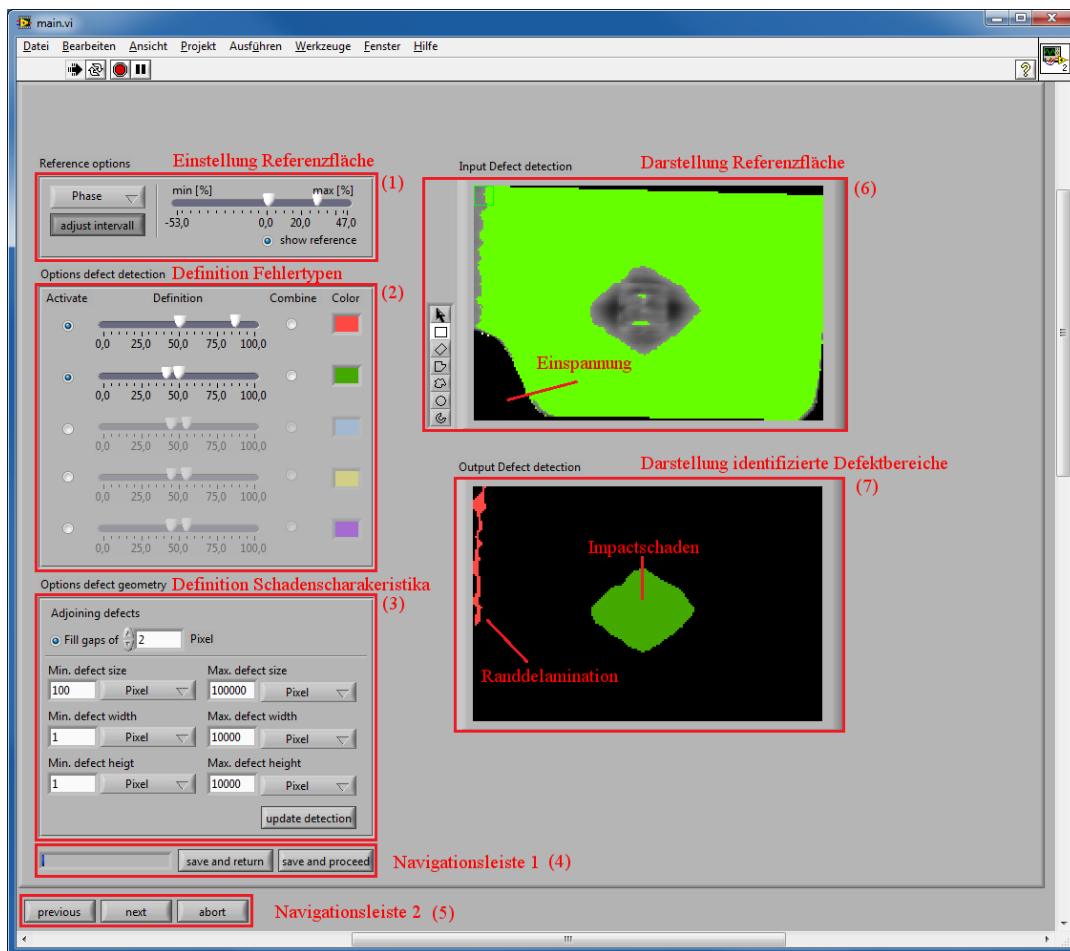 main.vi
Datei Bearbeiten Ansicht Projekt Ausführen Werkzeuge Fenster Hilfe
2
Reference options Einstellung Referenzfläche
(1)
Phase
min [%] max [%]
adjust intervall
-53,0 0,0 20,0 47,0
show reference
Options defect detection Definition Fehlertypen
(2)
Activate Definition Combine Color
0,0 25,0 50,0 75,0 100,0
0,0 25,0 50,0 75,0 100,0
0,0 25,0 50,0 75,0 100,0
0,0 25,0 50,0 75,0 100,0
0,0 25,0 50,0 75,0 100,0
Options defect geometry Definition Schadenscharakeristika
(3)
Adjoining defects
Fill gaps of 2 Pixel
Min. defect size Max. defect size
100 Pixel 100000 Pixel
Min. defect width Max. defect width
1 Pixel 10000 Pixel
Min. defect heigt Max. defect height
1 Pixel 10000 Pixel
update detection
save and return save and proceed Navigationsleiste 1 (4)
previous next abort Navigationsleiste 2 (5)
Input Defect detection Darstellung Referenzfläche
(6)
Einspannung
Output Defect detection Darstellung identifizierte Defektbereiche
(7)
Impactschaden
Randdelamination